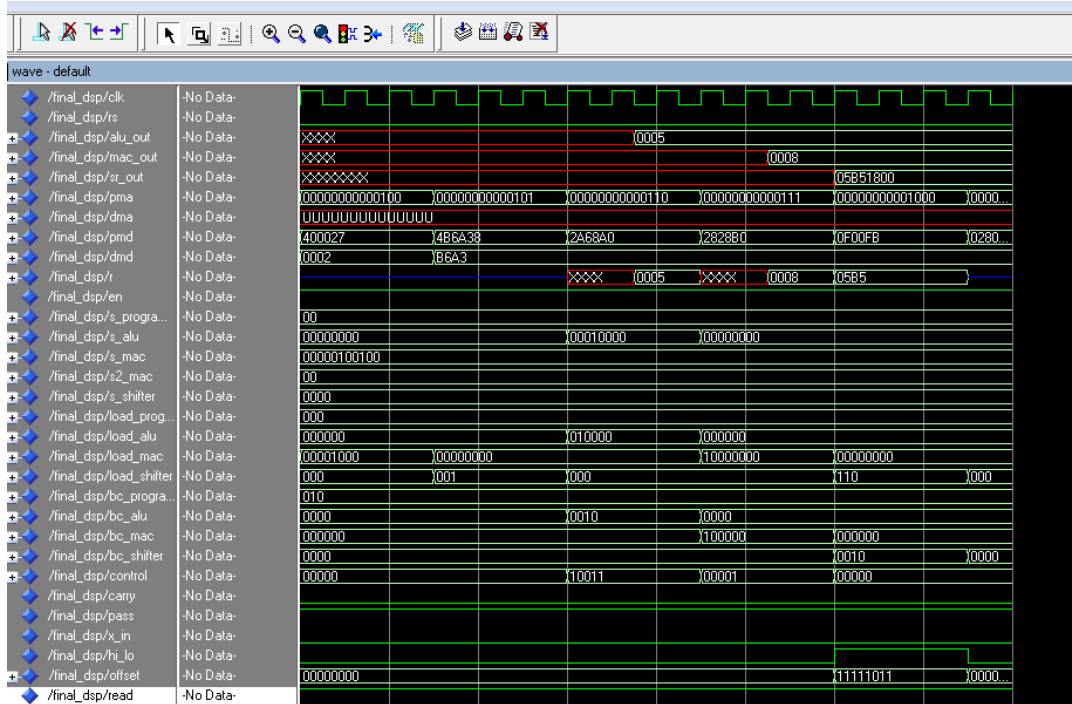 wave - default
/final_dsp/clk -No Data-
/final_dsp/rs -No Data-
/final_dsp/alu_out -No Data- XXXX 0005
/final_dsp/mac_out -No Data- XXXX 0008
/final_dsp/sr_out -No Data- XXXXXXXX 05B51800
/final_dsp/pma -No Data- 00000000000100 00000000000101 00000000000110 00000000000111 00000000001000 0000...
/final_dsp/dma -No Data- UUUUUUUUUUUUUU
/final_dsp/pmd -No Data- 400027 4B6A38 2A68A0 2828B0 0F00FB 0280...
/final_dsp/dmd -No Data- 0002 B6A3
/final_dsp/r -No Data- XXXX 0005 XXXX 0008 05B5
/final_dsp/en -No Data-
/final_dsp/s_progra... -No Data- 00
/final_dsp/s_alu -No Data- 00000000 00010000 00000000
/final_dsp/s_mac -No Data- 00000100100
/final_dsp/s2_mac -No Data- 00
/final_dsp/s_shifter -No Data- 0000
/final_dsp/load_prog... -No Data- 000
/final_dsp/load_alu -No Data- 000000 010000 000000
/final_dsp/load_mac -No Data- 00001000 00000000 10000000 00000000
/final_dsp/load_shifter -No Data- 000 001 000 110 000
/final_dsp/bc_progra... -No Data- 010
/final_dsp/bc_alu -No Data- 0000 0010 0000
/final_dsp/bc_mac -No Data- 000000 100000 000000
/final_dsp/bc_shifter -No Data- 0000 0010 0000
/final_dsp/control -No Data- 00000 10011 00001 00000
/final_dsp/carry -No Data-
/final_dsp/pass -No Data-
/final_dsp/x_in -No Data-
/final_dsp/hi_lo -No Data-
/final_dsp/offset -No Data- 00000000 11111011 0000...
/final_dsp/read -No Data-